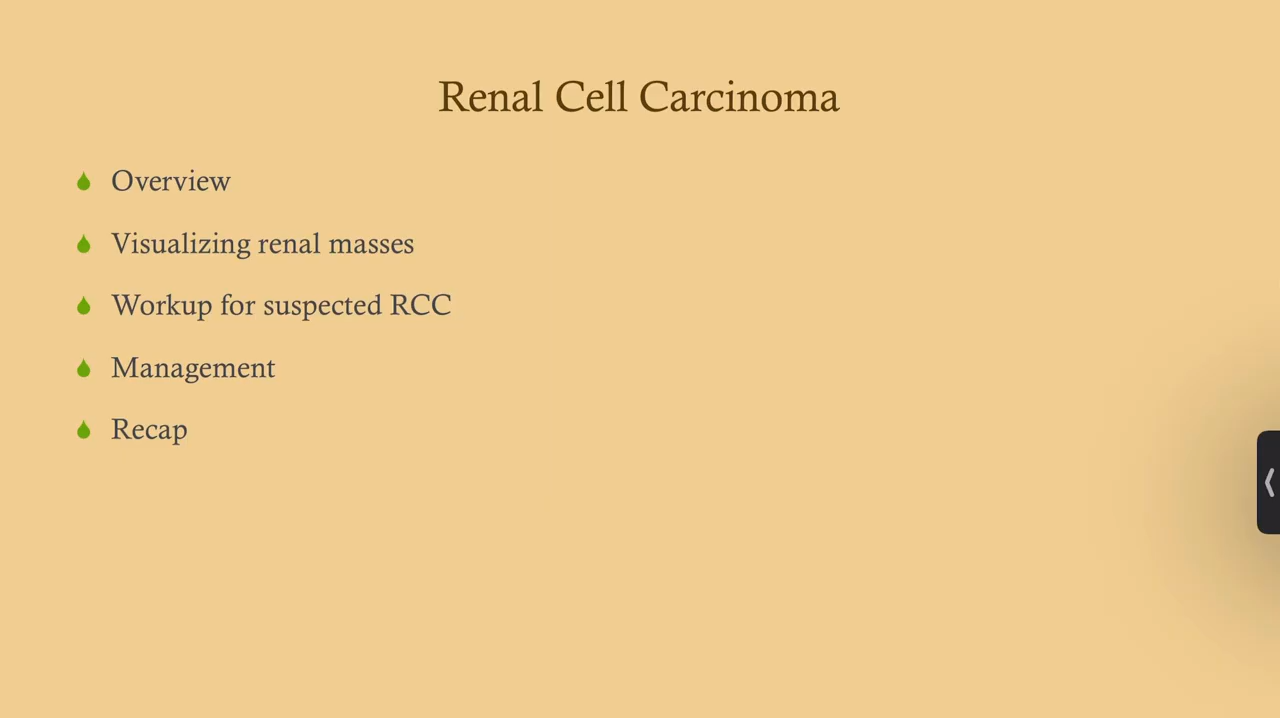 Renal Cell Carcinoma
Overview
Visualizing renal masses
Workup for suspected RCC
Management
Recap